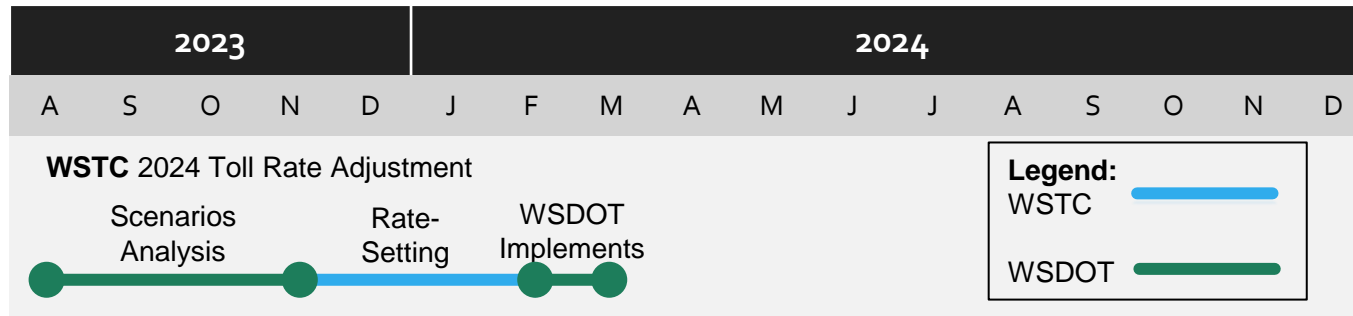 2023 2024
A S O N D J F M A M J J A S O N D
WSTC 2024 Toll Rate Adjustment
Scenarios
Analysis
Rate-
Setting
WSDOT
Implements
Legend:
WSTC
WSDOT